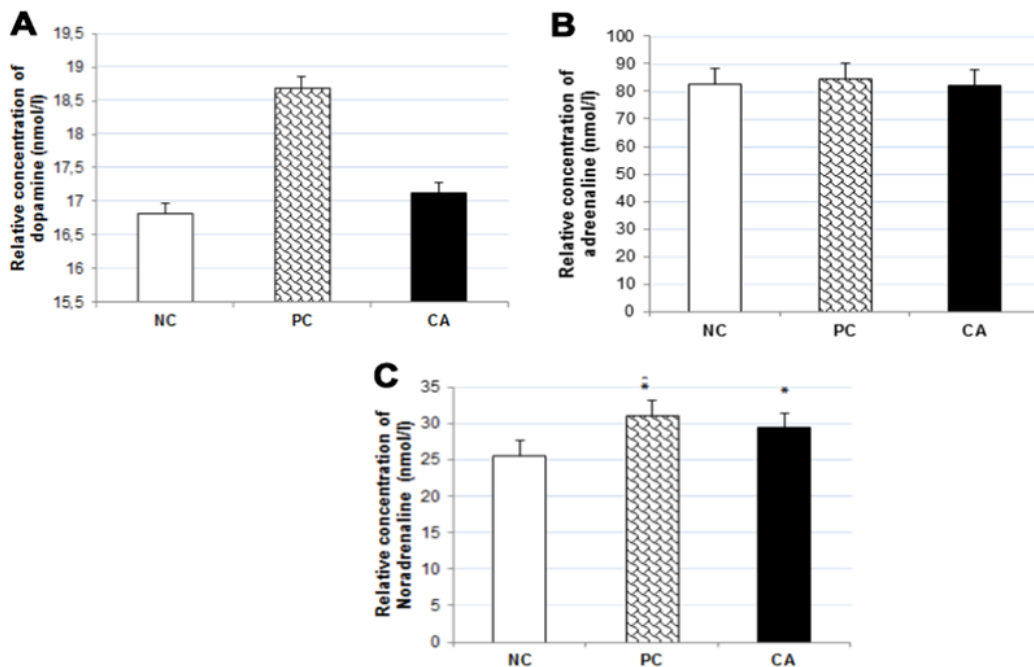 A
Relative concentration of
dopamine (nmol/l)
19,5
19
18,5
18
17,5
17
16,5
16
15,5
NC PC CA
B
Relative concentration of
adreenaline (nmol/l)
100
90
80
70
60
50
40
30
20
10
0
NC PC CA
C
Relative concentration of
Noradrenaline (nmol/l)
35
30
25
20
15
10
5
0
* *
NC PC CA